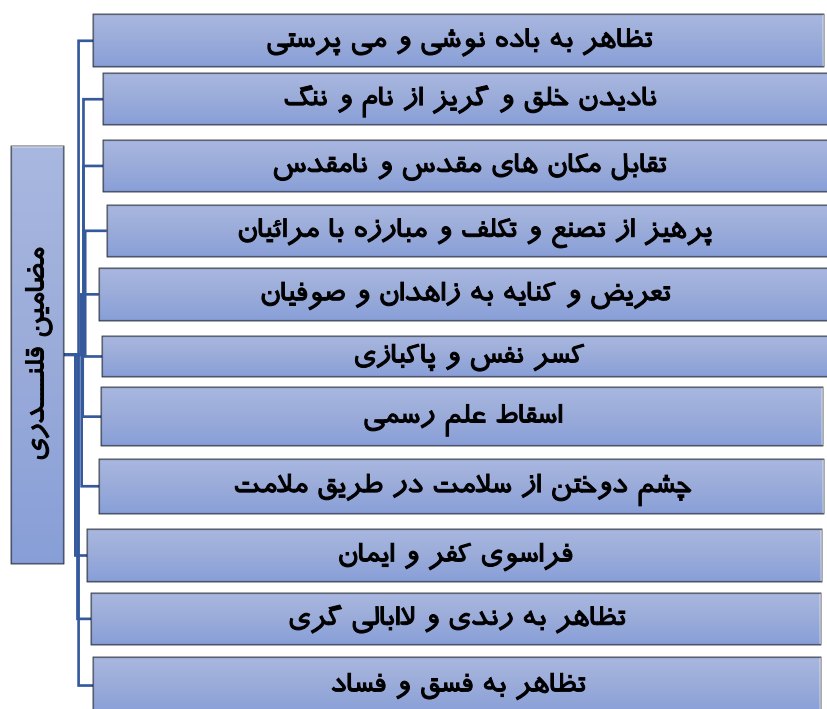 مضامین قلنـــدری
تظاهر به باده نوشی و می پرستی
نادیدن خلق و گریز از نام و ننگ
تقابل مکان های مقدس و نامقدس
پرهیز از تصنع و تکلف و مبارزه با مرائیان
تعریض و کنایه به زاهدان و صوفیان
کسر نفس و پاکبازی
اسقاط علم رسمی
چشم دوختن از سلامت در طریق ملامت
فراسوی کفر و ایمان
تظاهر به رندی و لاابالی گری
تظاهر به فسق و فساد